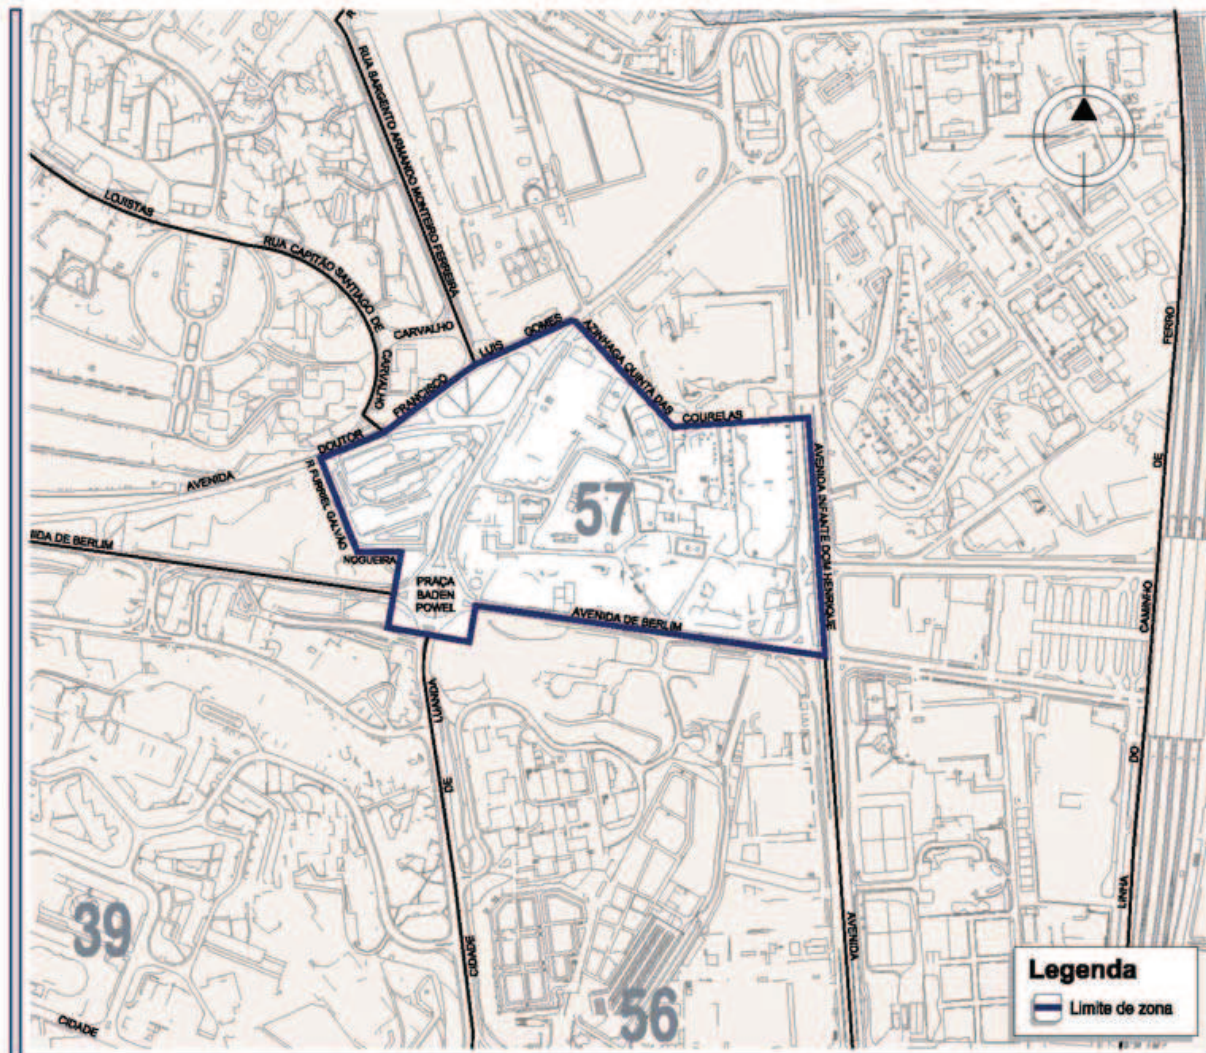 RUA SARGENTO ARMANDO MONTEIRO FERREIRA
LOJISTAS
RUA CAPITÃO SANTIAGO DE
CARVALHO
CARVALHO
AVENIDA
DOUTOR
FRANCISCO
LUIS
GOMES
AZINHAGA QUINTA DAS
COURELAS
R. FURRIEL GALVÃO
NOGUEIRA
IDA DE BERLIM
PRAÇA
BADEN
POWEL
57
AVENIDA DE BERLIM
AVENIDA INFANTE DOM HENRIQUE
FERRO
DE
CAMINHO
DO
LINHA
LUANDA
DE
CIDADE
AVENIDA
39
CIDADE
56
Legenda
Limite de zona